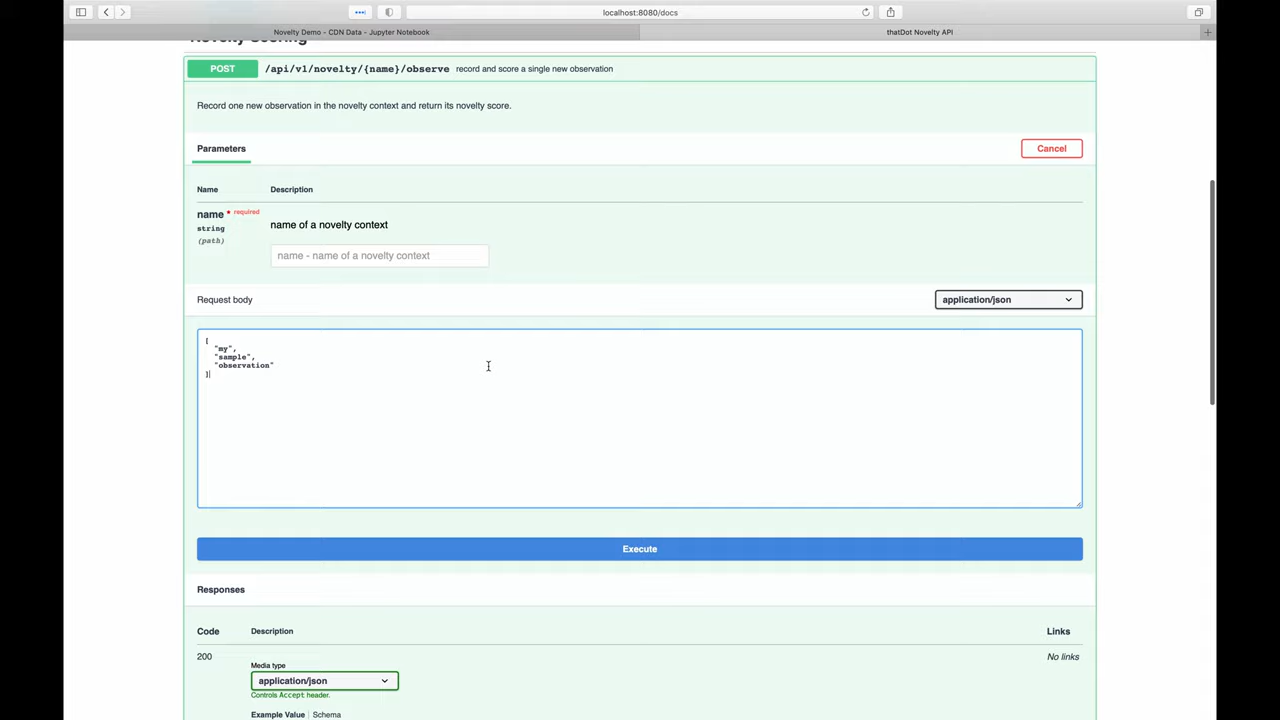 localhost:8080/docs
Novelty Demo - CDN Data - Jupyter Notebook
thatDot Novelty API
Novelty Scoring
POST /api/v1/novelty/{name}/observe record and score a single new observation
Record one new observation in the novelty context and return its novelty score.
Parameters
Cancel
Name Description
name * required
string
(path)
name of a novelty context
name - name of a novelty context
Request body
application/json
[
"my",
"sample",
"observation"
]
Execute
Responses
Code Description Links
200
No links
Media type
application/json
Controls Accept header.
Example Value | Schema